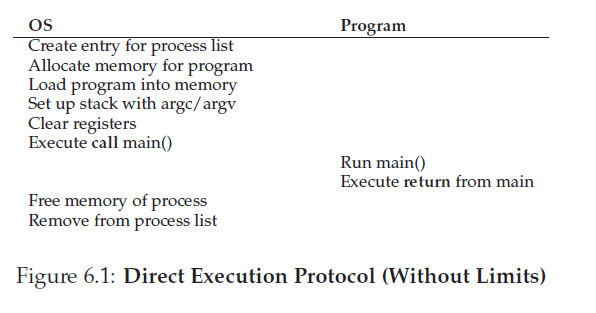 OS Program
Create entry for process list
Allocate memory for program
Load program into memory
Set up stack with argc/argv
Clear registers
Execute call main()
Run main()
Execute return from main
Free memory of process
Remove from process list
Figure 6.1: Direct Execution Protocol (Without Limits)